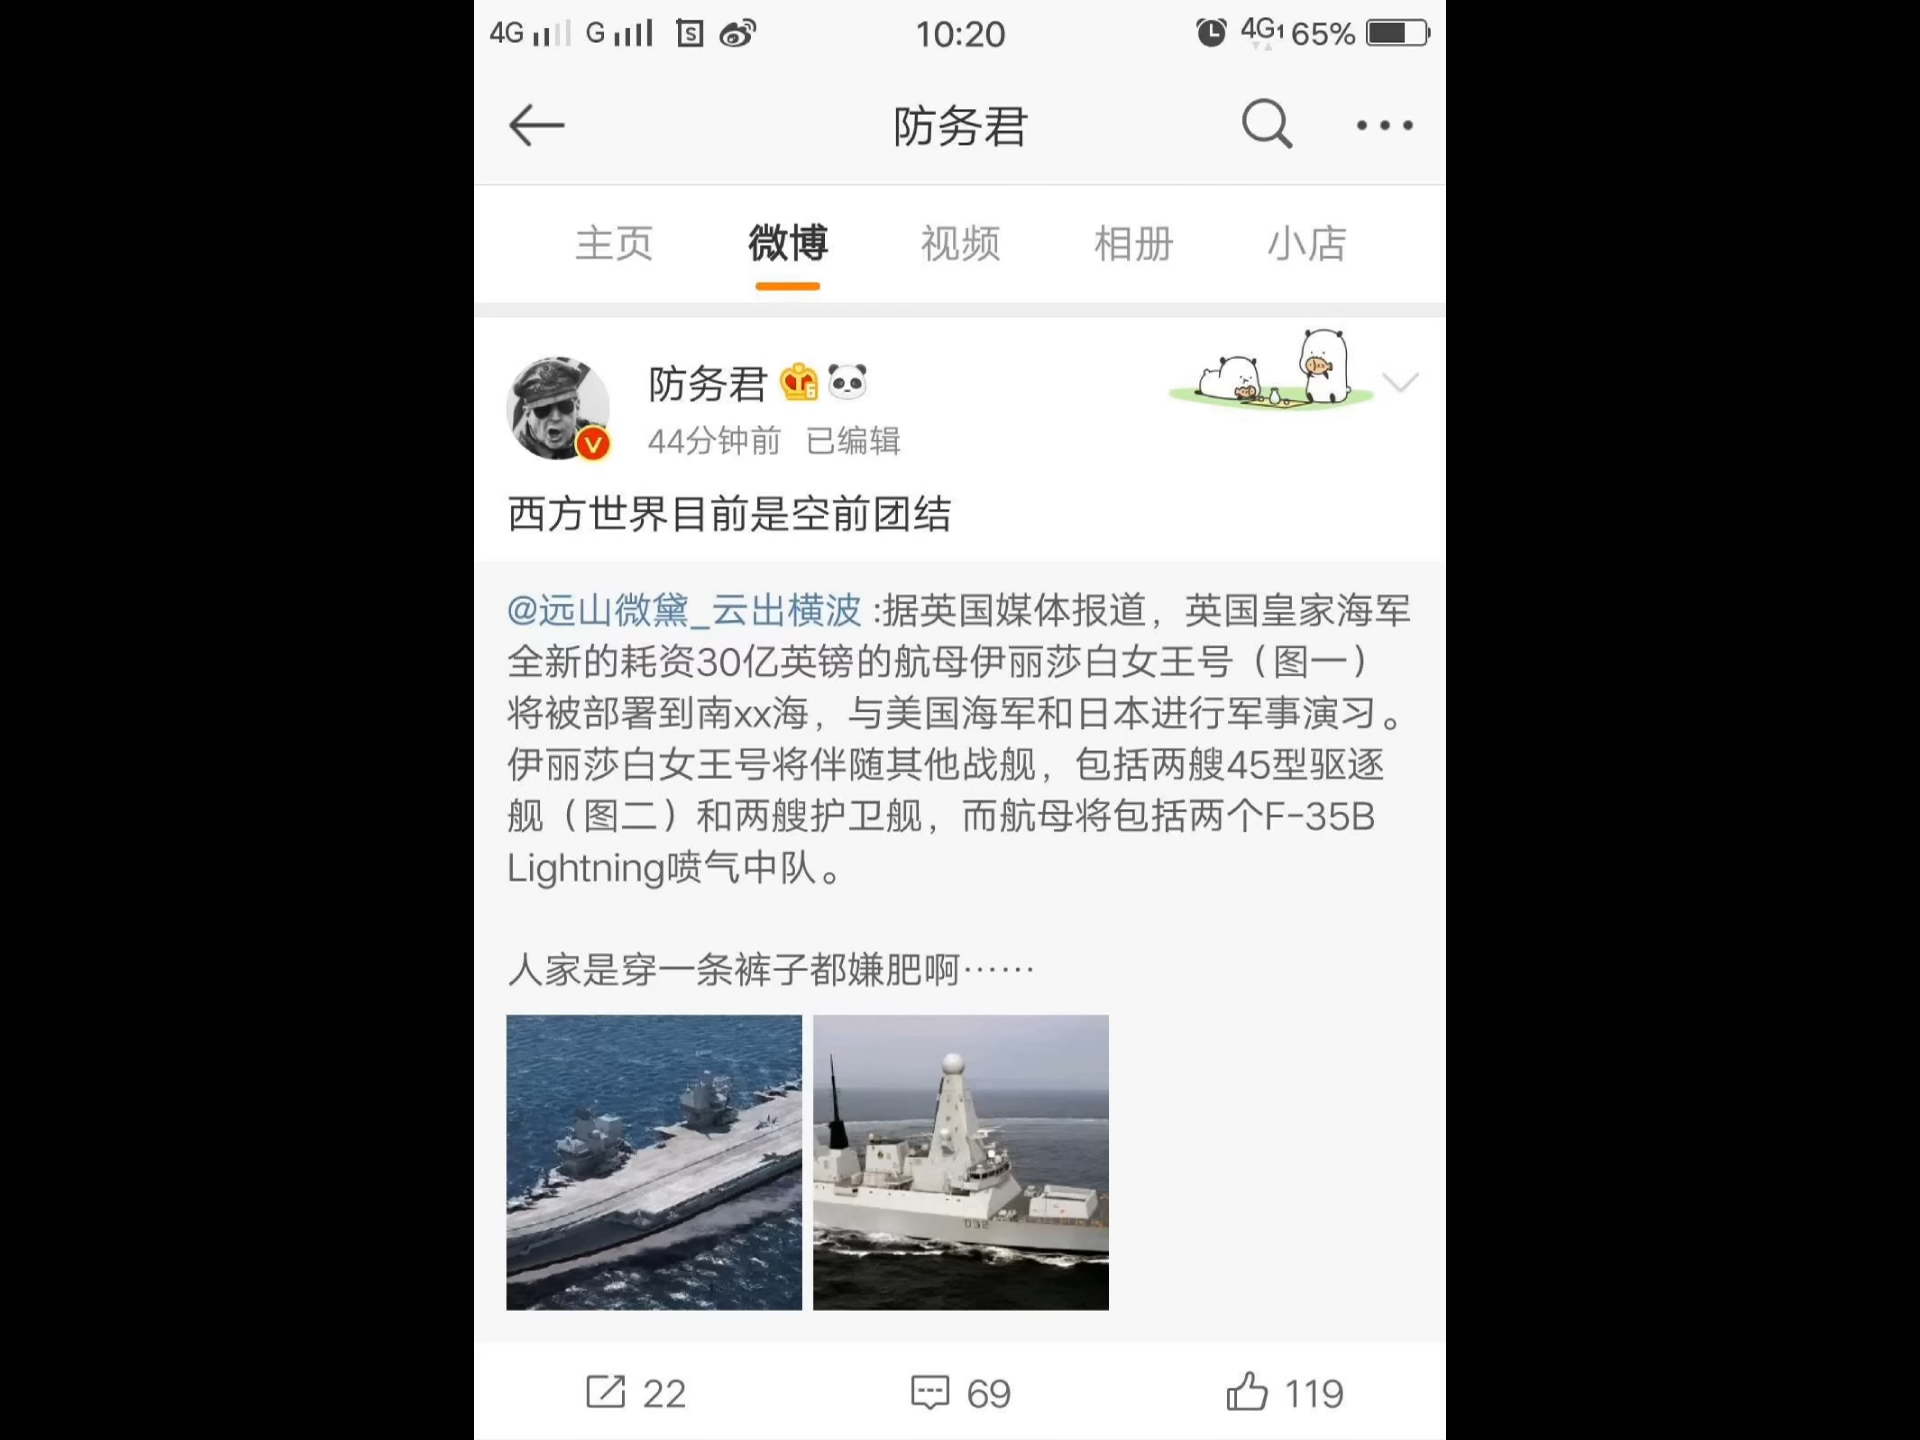 4G G S 10:20 4G1 65%
防务君
主页 微博 视频 相册 小店
防务君 6
V
44分钟前 已编辑
西方世界目前是空前团结
@远山微黛_云出横波 :据英国媒体报道，英国皇家海军
全新的耗资30亿英镑的航母伊丽莎白女王号（图一）
将被部署到南xx海，与美国海军和日本进行军事演习。
伊丽莎白女王号将伴随其他战舰，包括两艘45型驱逐
舰（图二）和两艘护卫舰，而航母将包括两个F-35B
Lightning喷气中队。
人家是穿一条裤子都嫌肥啊……
D32
22 69 119